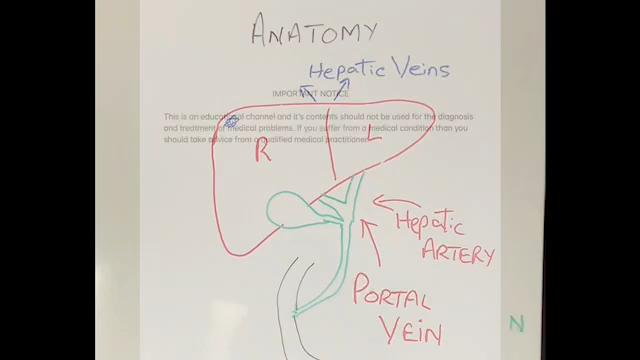 ANATOMY
Hepatic Veins
IMPORTANT NOTICE
This is an educational channel and it's contents should not be used for the diagnosis
and treatment of medical problems. If you suffer from a medical condition than you
should take advice from a qualified medical practitioner.
R L
Hepatic
ARTERY
PORTAL
VEIN
N